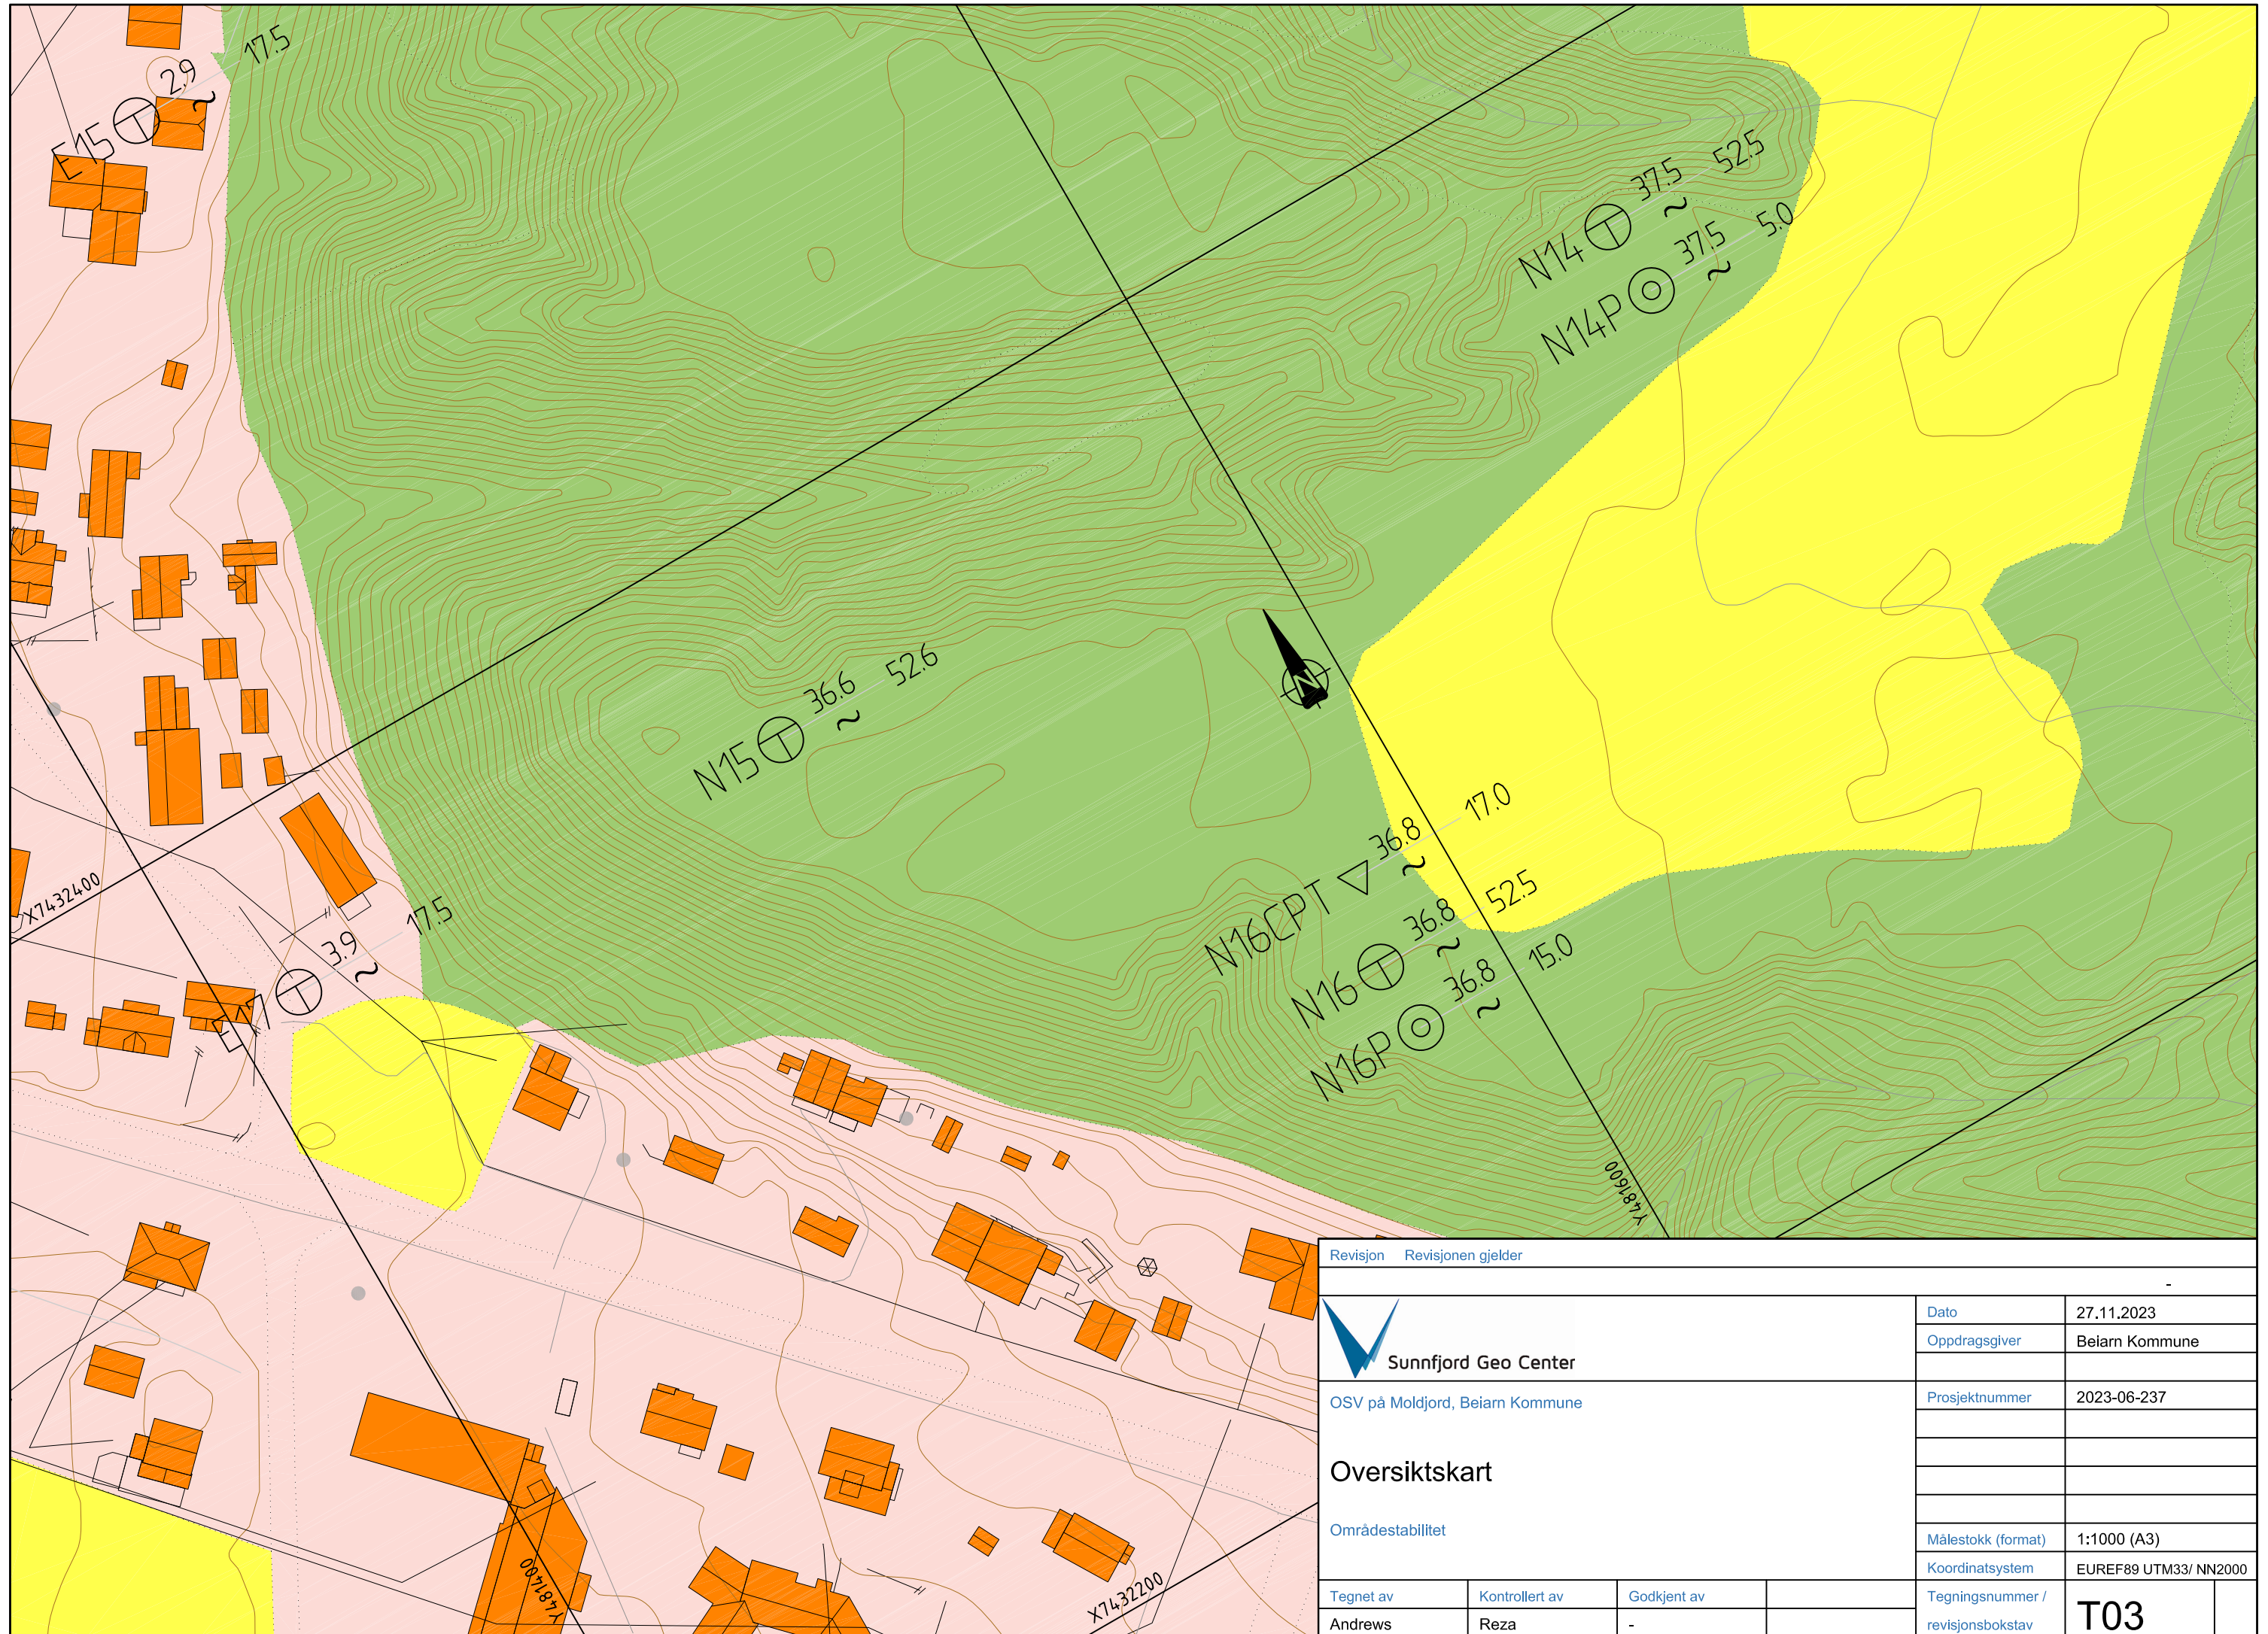 17.5
2.9
~
E15
52.5
37.5
~
N14
5.0
37.5
~
N14P
52.6
36.6
~
N15
N
17.0
36.8
~
N16CPT
52.5
36.8
~
N16
15.0
36.8
~
N16P
X7432400
17.5
3.9
~
Y481600
Y481400
X7432200
Revisjon Revisjonen gjelder
-
Sunnfjord Geo Center
Dato 27.11.2023
Oppdragsgiver Beiarn Kommune
OSV på Moldjord, Beiarn Kommune
Prosjektnummer 2023-06-237
Oversiktskart
Områdestabilitet
Målestokk (format) 1:1000 (A3)
Koordinatsystem EUREF89 UTM33/ NN2000
Tegnet av Kontrollert av Godkjent av
Andrews Reza -
Tegningsnummer /
revisjonsbokstav
T03